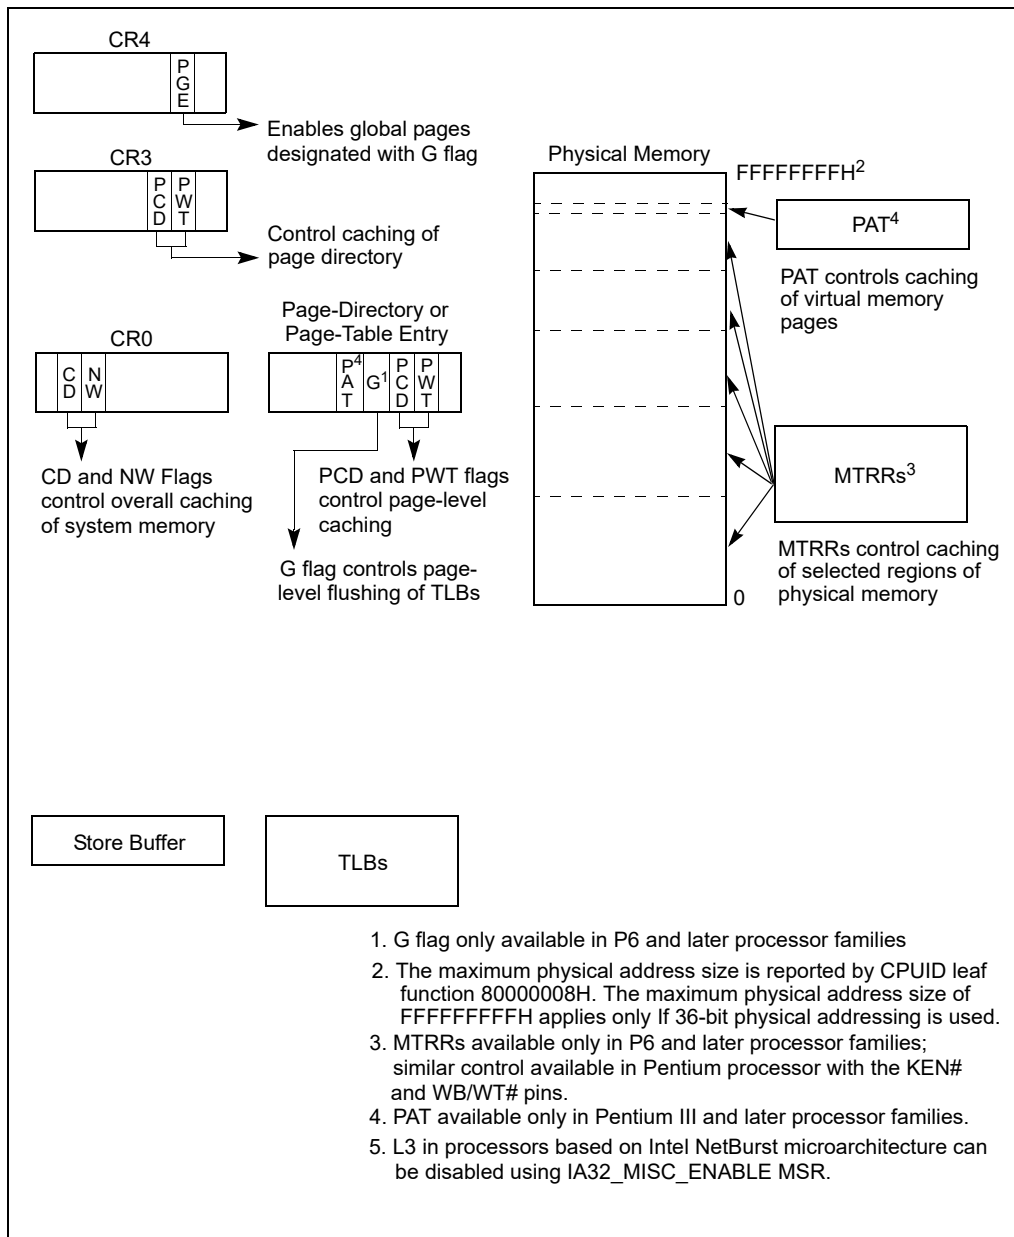 CR4
PGE
Enables global pages
designated with G flag
CR3
PCD PWT
Control caching of
page directory
CR0
CD NW
CD and NW Flags
control overall caching
of system memory
Page-Directory or
Page-Table Entry
PAT⁴ G¹ PCD PWT
PCD and PWT flags
control page-level
caching
G flag controls page-
level flushing of TLBs
Physical Memory
FFFFFFFFH²
PAT⁴
PAT controls caching
of virtual memory
pages
MTRRs³
MTRRs control caching
of selected regions of
physical memory
0
Store Buffer
TLBs
1. G flag only available in P6 and later processor families
2. The maximum physical address size is reported by CPUID leaf
function 80000008H. The maximum physical address size of
FFFFFFFFFH applies only If 36-bit physical addressing is used.
3. MTRRs available only in P6 and later processor families;
similar control available in Pentium processor with the KEN#
and WB/WT# pins.
4. PAT available only in Pentium III and later processor families.
5. L3 in processors based on Intel NetBurst microarchitecture can
be disabled using IA32_MISC_ENABLE MSR.